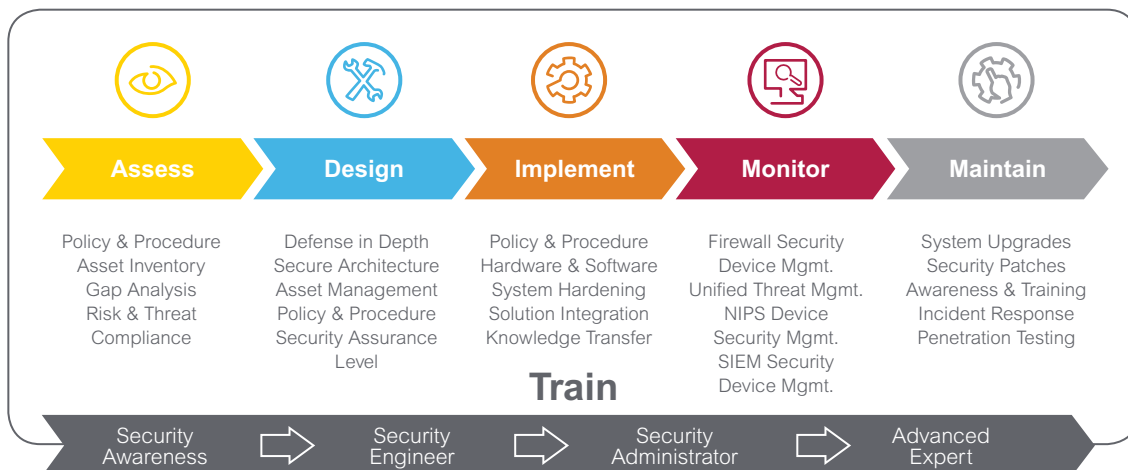 Assess
Design
Implement
Monitor
Maintain
Policy & Procedure
Asset Inventory
Gap Analysis
Risk & Threat
Compliance
Defense in Depth
Secure Architecture
Asset Management
Policy & Procedure
Security Assurance
Level
Policy & Procedure
Hardware & Software
System Hardening
Solution Integration
Knowledge Transfer
Firewall Security
Device Mgmt.
Unified Threat Mgmt.
NIPS Device
Security Mgmt.
SIEM Security
Device Mgmt.
System Upgrades
Security Patches
Awareness & Training
Incident Response
Penetration Testing
Train
Security
Awareness
Security
Engineer
Security
Administrator
Advanced
Expert